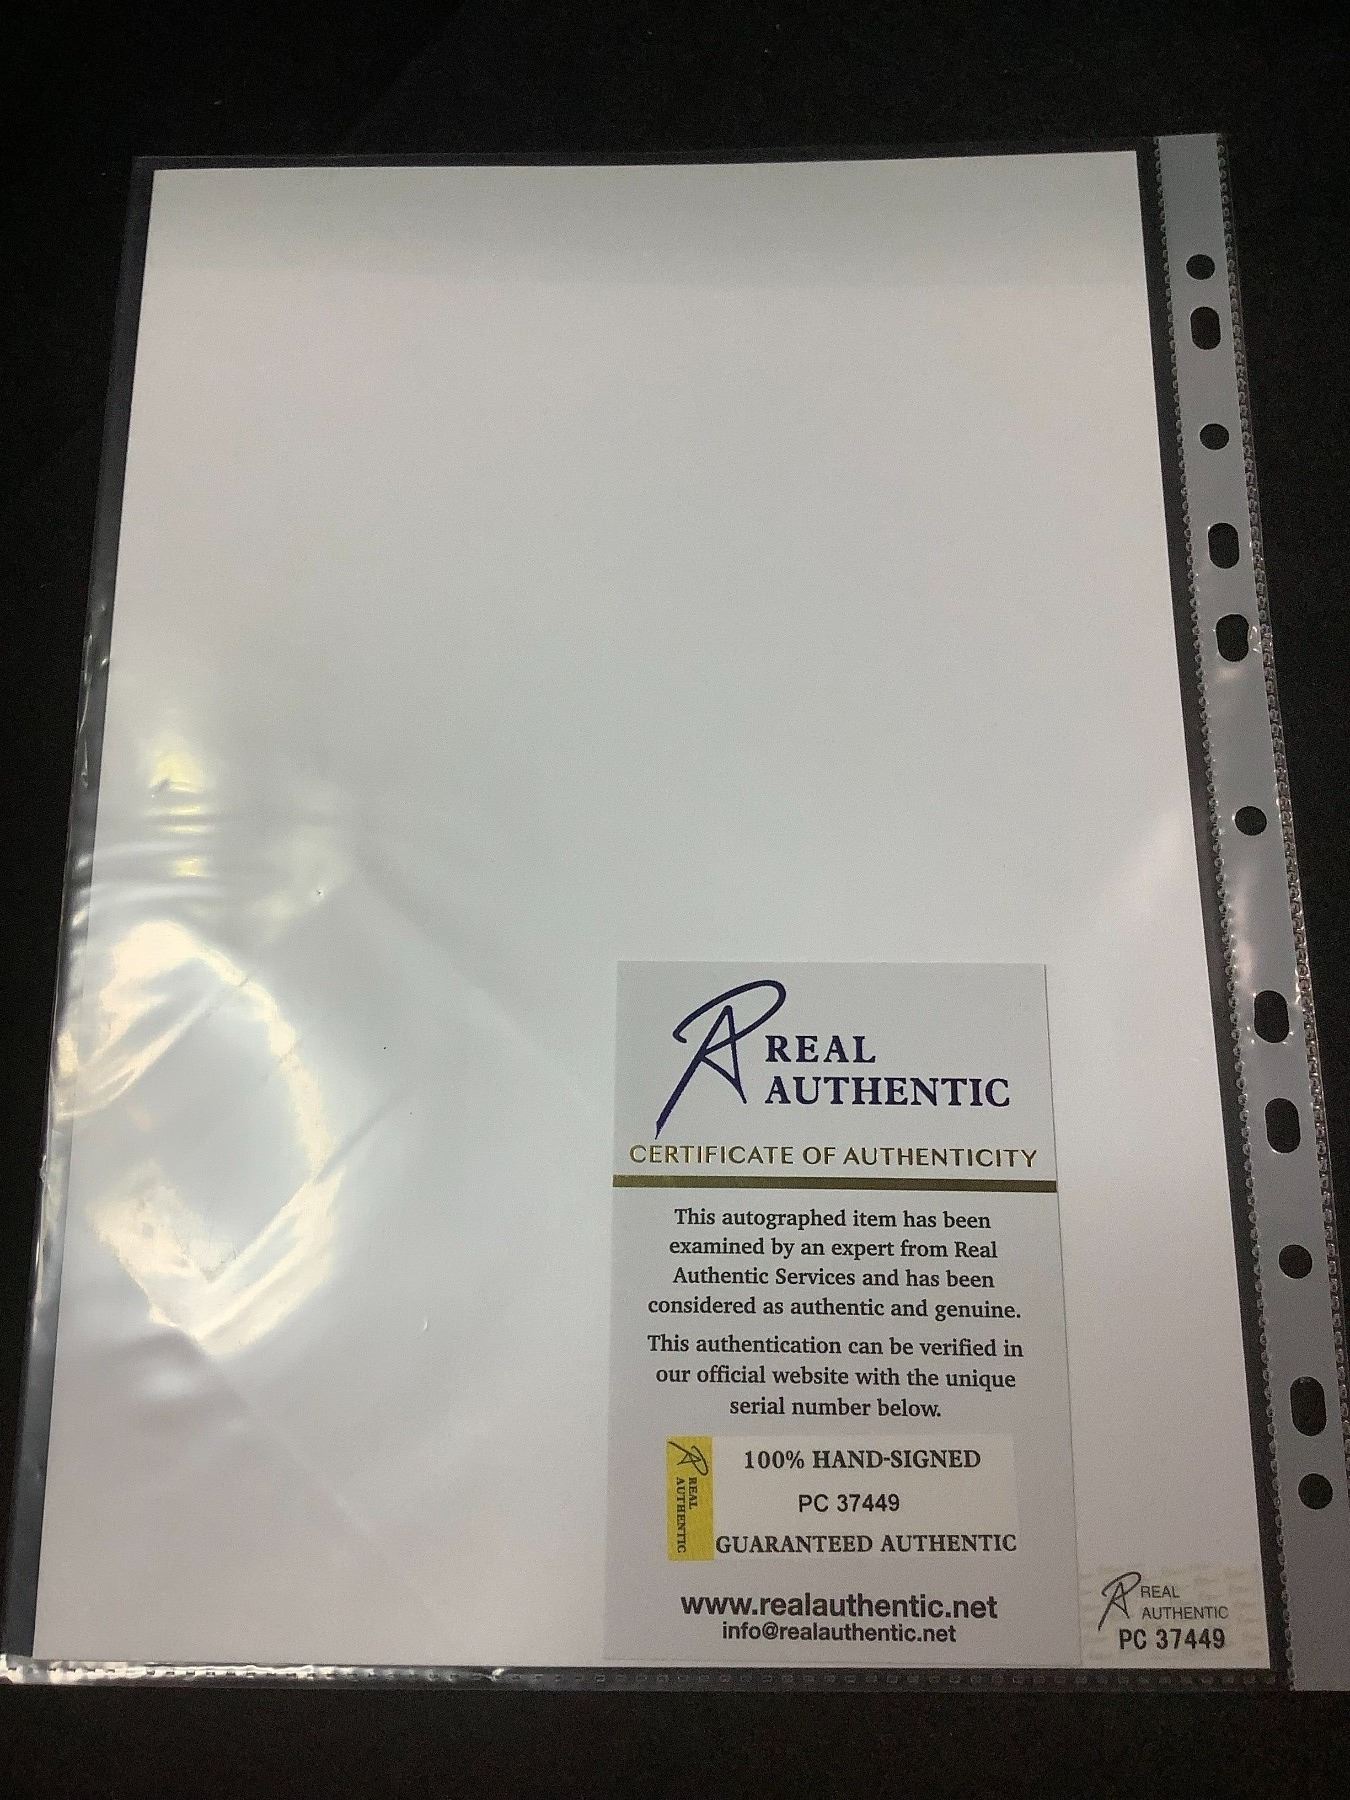 REAL
AUTHENTIC
CERTIFICATE OF AUTHENTICITY
This autographed item has been
examined by an expert from Real
Authentic Services and has been
considered as authentic and genuine.
This authentication can be verified in
our official website with the unique
serial number below.
REAL
AUTHENTIC
100% HAND-SIGNED
PC 37449
GUARANTEED AUTHENTIC
www.realauthentic.net
info@realauthentic.net
REAL
AUTHENTIC
PC 37449